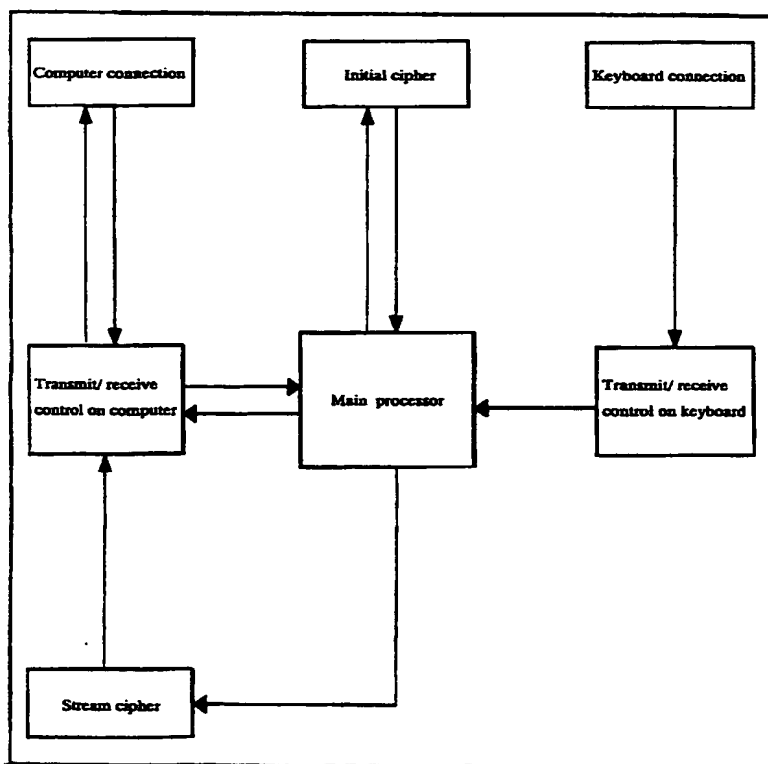 Computer connection
Initial cipher
Keyboard connection
Transmit/ receive
control on computer
Main processor
Transmit/ receive
control on keyboard
Stream cipher